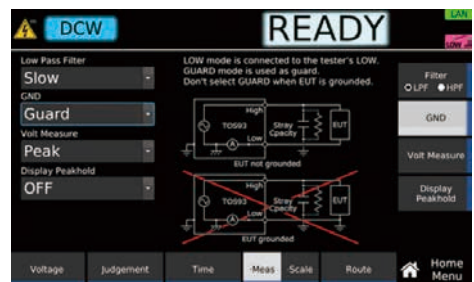 DCW
READY
LAN
Low Pass Filter
Slow
GND
Guard
Volt Measure
Peak
Display Peakhold
OFF
LOW mode is connected to the tester's LOW.
GUARD mode is used as guard.
Don't select GUARD when EUT is grounded.
High
TOS93
Stray
Cpacity
EUT
Low
A
EUT not grounded
High
TOS93
Stray
Cpacity
EUT
Low
A
EUT grounded
Filter
LPF HPF
GND
Volt Measure
Display
Peakhold
Voltage Judgement Time ·Meas ·Scale Route
Home
Menu